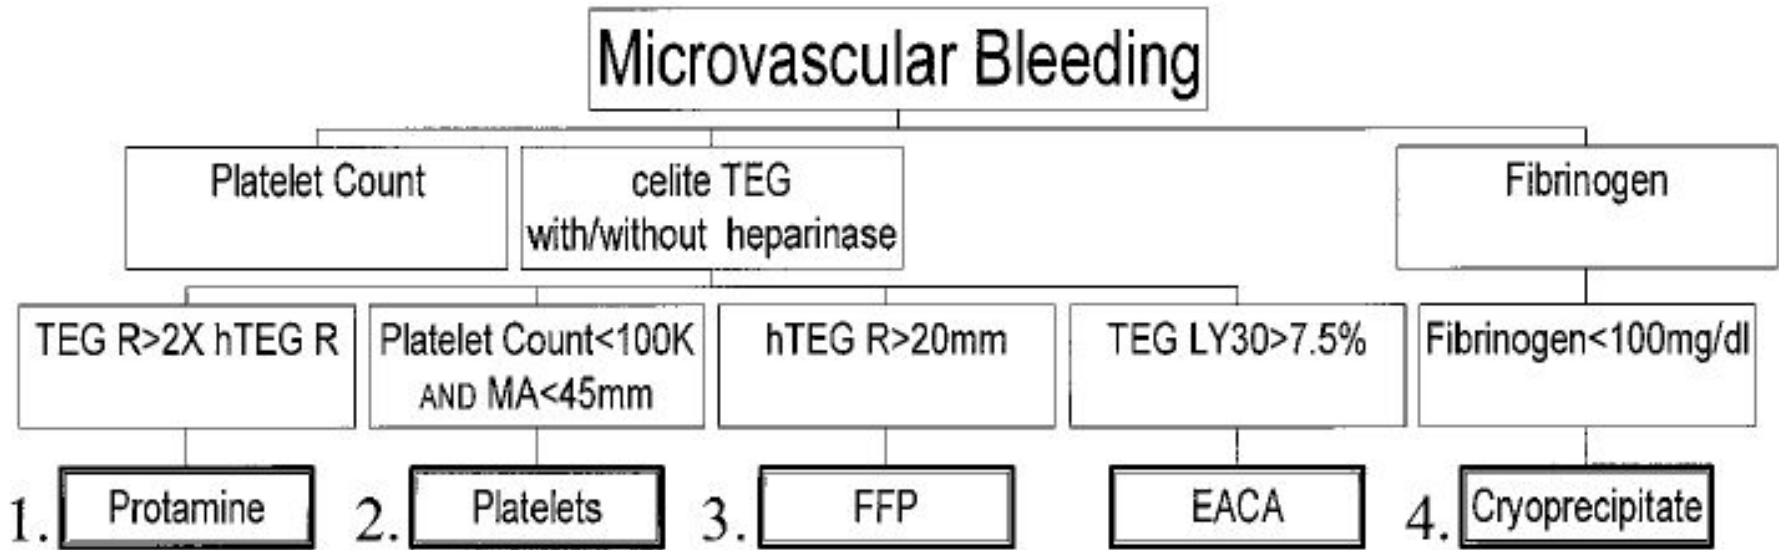 Microvascular Bleeding
Platelet Count
celite TEG
with/without heparinase
Fibrinogen
TEG R>2X hTEG R
Platelet Count<100K
AND MA<45mm
hTEG R>20mm
TEG LY30>7.5%
Fibrinogen<100mg/dl
1. Protamine
2. Platelets
3. FFP
EACA
4. Cryoprecipitate